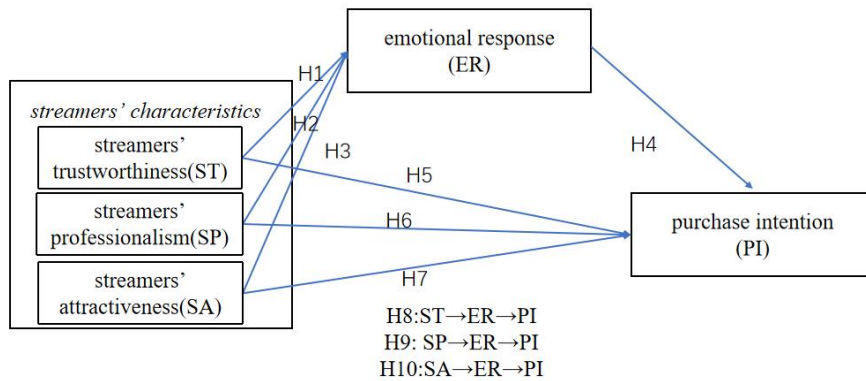 emotional response
(ER)
H1
streamers’ characteristics
H2
streamers’
trustworthiness(ST)
H3
H4
H5
streamers’
professionalism(SP)
H6
purchase intention
(PI)
streamers’
attractiveness(SA)
H7
H8:ST→ER→PI
H9: SP→ER→PI
H10:SA→ER→PI